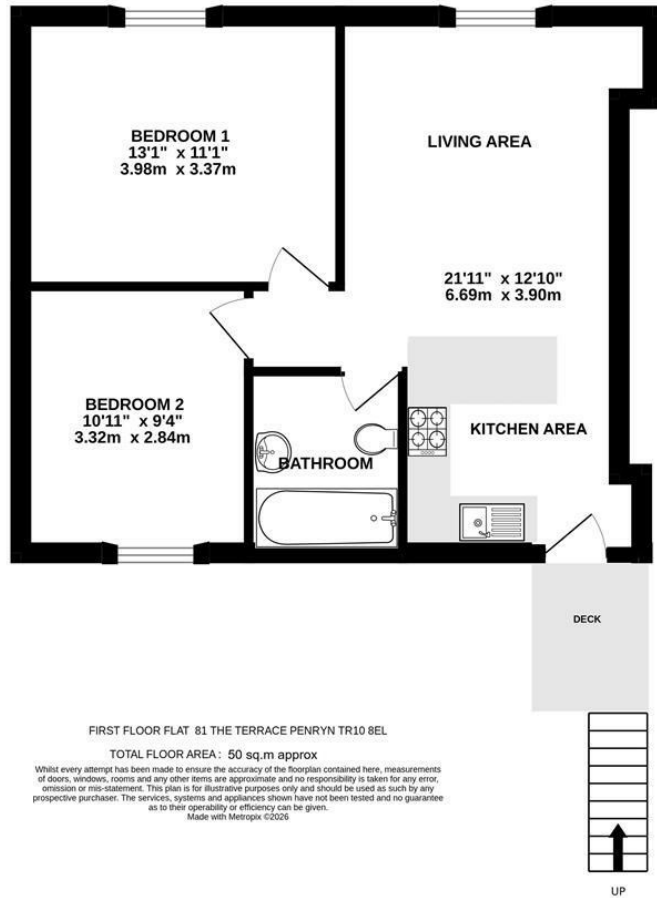 BEDROOM 1
13'1" x 11'1"
3.98m x 3.37m
LIVING AREA
21'11" x 12'10"
6.69m x 3.90m
BEDROOM 2
10'11" x 9'4"
3.32m x 2.84m
KITCHEN AREA
BATHROOM
DECK
UP
FIRST FLOOR FLAT 81 THE TERRACE PENRYN TR10 8EL
TOTAL FLOOR AREA : 50 sq.m approx
Whilst every attempt has been made to ensure the accuracy of the floorplan contained here, measurements
of doors, windows, rooms and any other items are approximate and no responsibility is taken for any error,
omission or mis-statement. This plan is for illustrative purposes only and should be used as such by any
prospective purchaser. The services, systems and appliances shown have not been tested and no guarantee
as to their operability or efficiency can be given.
Made with Metropix ©2026